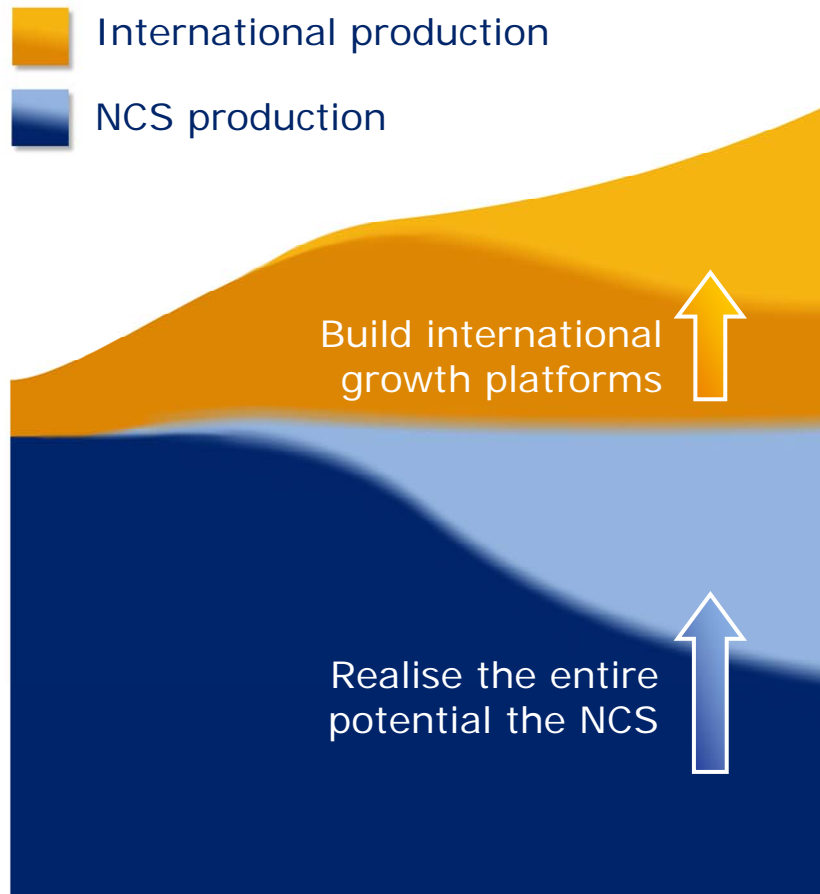 International production
NCS production
Build international
growth platforms
Realise the entire
potential the NCS